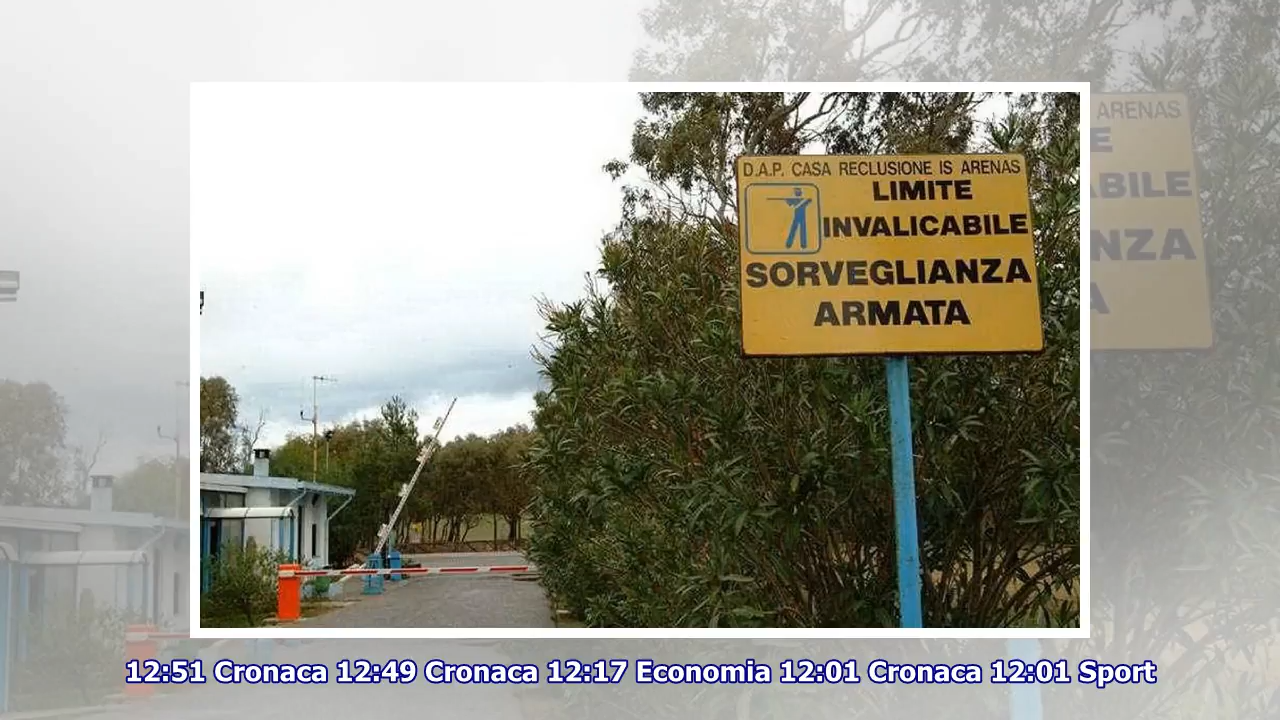 D.A.P. CASA RECLUSIONE IS ARENAS
LIMITE
INVALICABILE
SORVEGLIANZA
ARMATA
ARENAS
12:51 Cronaca 12:49 Cronaca 12:17 Economia 12:01 Cronaca 12:01 Sport